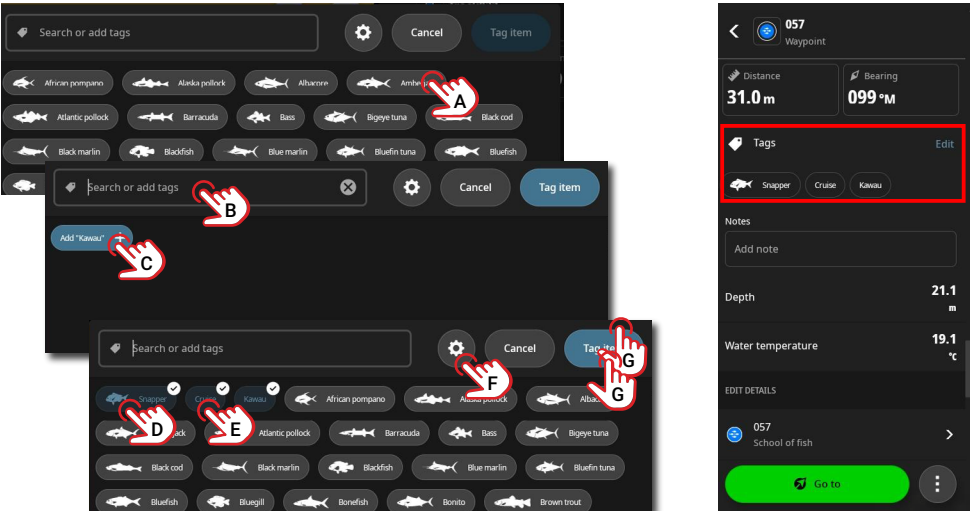 Search or add tags Cancel Tag item
African pompano Alaska pollock Albacore
A
Atlantic pollock Barracuda Bass Bigeye tuna Black cod
Black marlin Blackfish Blue marlin Bluefin tuna Bluefish
Search or add tags Cancel Tag item
B
Add "Kawau"
C
Search or add tags Cancel
G
F
G
Snapper Cruise Kawau African pompano Alaska pollock
D
E
Atlantic pollock Barracuda Bass Bigeye tuna
Black cod Black marlin Blackfish Blue marlin Bluefin tuna
Bluefish Bluegill Bonefish Bonito Brown trout
057
Waypoint
Distance Bearing
31.0 m 099 °M
Tags Edit
Snapper Cruise Kawau
Notes
Add note
Depth 21.1
m
Water temperature 19.1
°C
EDIT DETAILS
057
School of fish
Go to